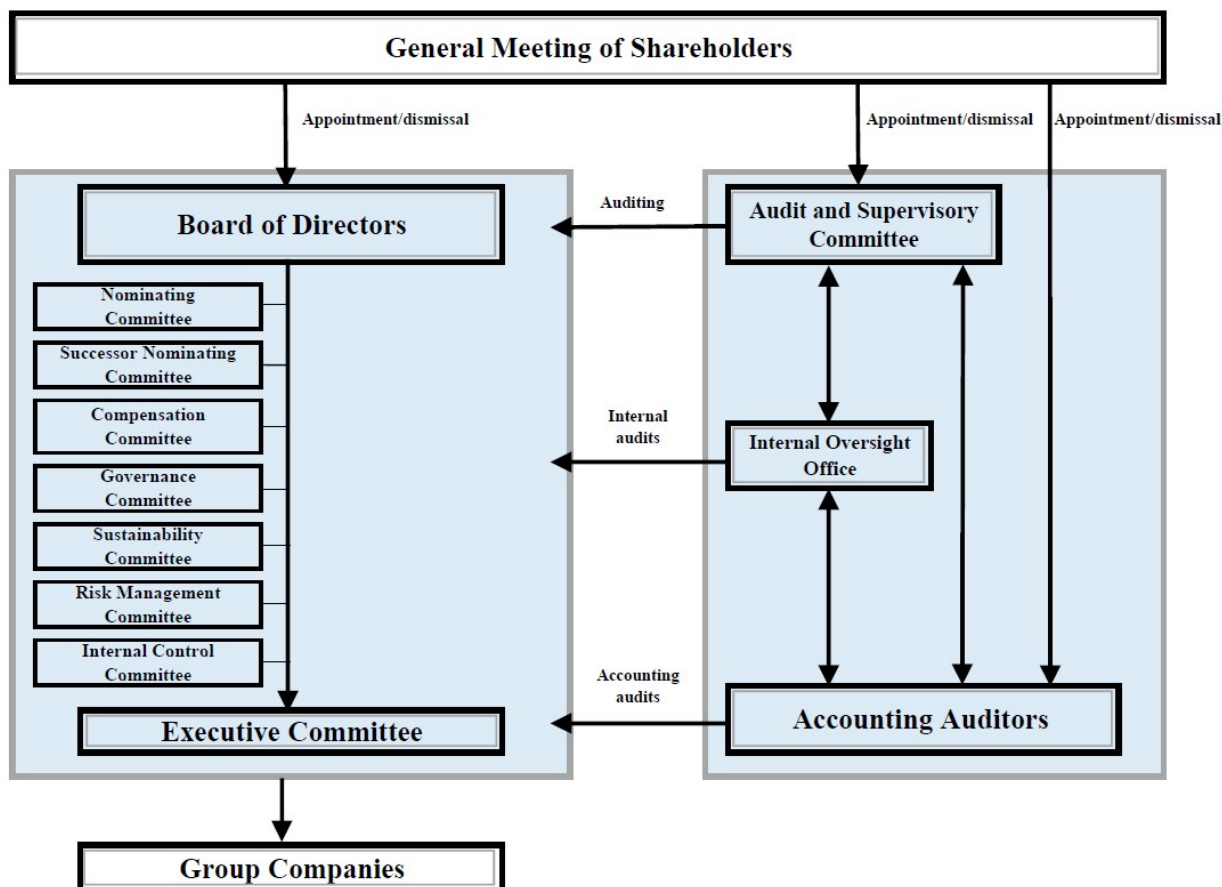 General Meeting of Shareholders
Appointment/dismissal
Appointment/dismissal
Appointment/dismissal
Board of Directors
Auditing
Audit and Supervisory
Committee
Nominating
Committee
Successor Nominating
Committee
Compensation
Committee
Internal
audits
Internal Oversight
Office
Governance
Committee
Sustainability
Committee
Risk Management
Committee
Internal Control
Committee
Accounting
audits
Executive Committee
Accounting Auditors
Group Companies